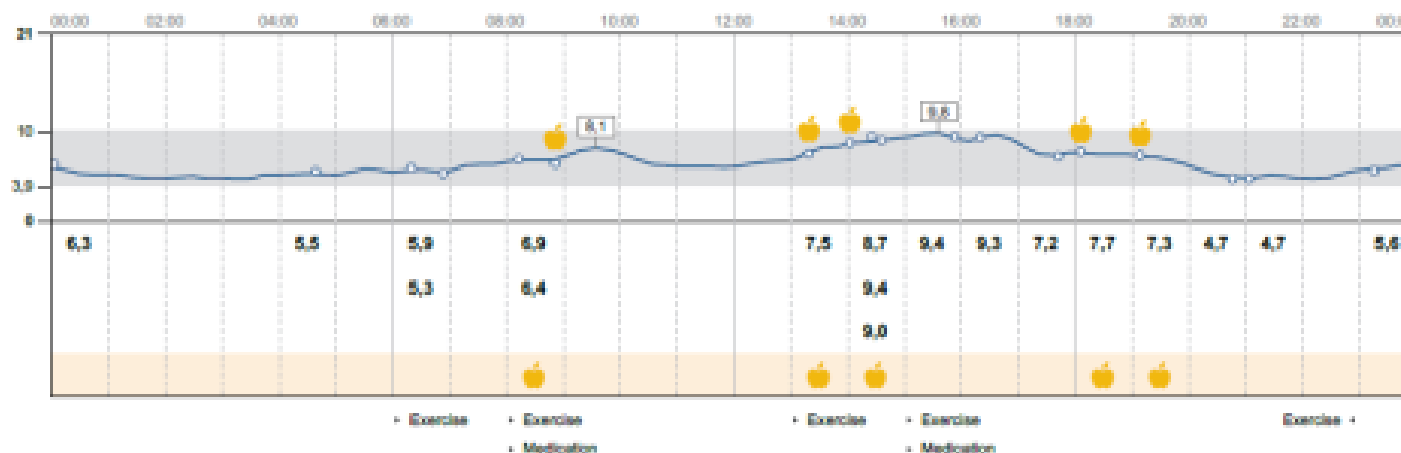 00:00 02:00 04:00 06:00 08:00 10:00 12:00 14:00 16:00 18:00 20:00 22:00
21
9,8
8,1
10
3,9
0
6,3 5,5 5,9 6,9 7,5 8,7 9,4 9,3 7,2 7,7 7,3 4,7 4,7 5,6
5,3 6,4 9,4
9,0
Exercise Exercise Exercise Exercise Exercise
Medication Medication